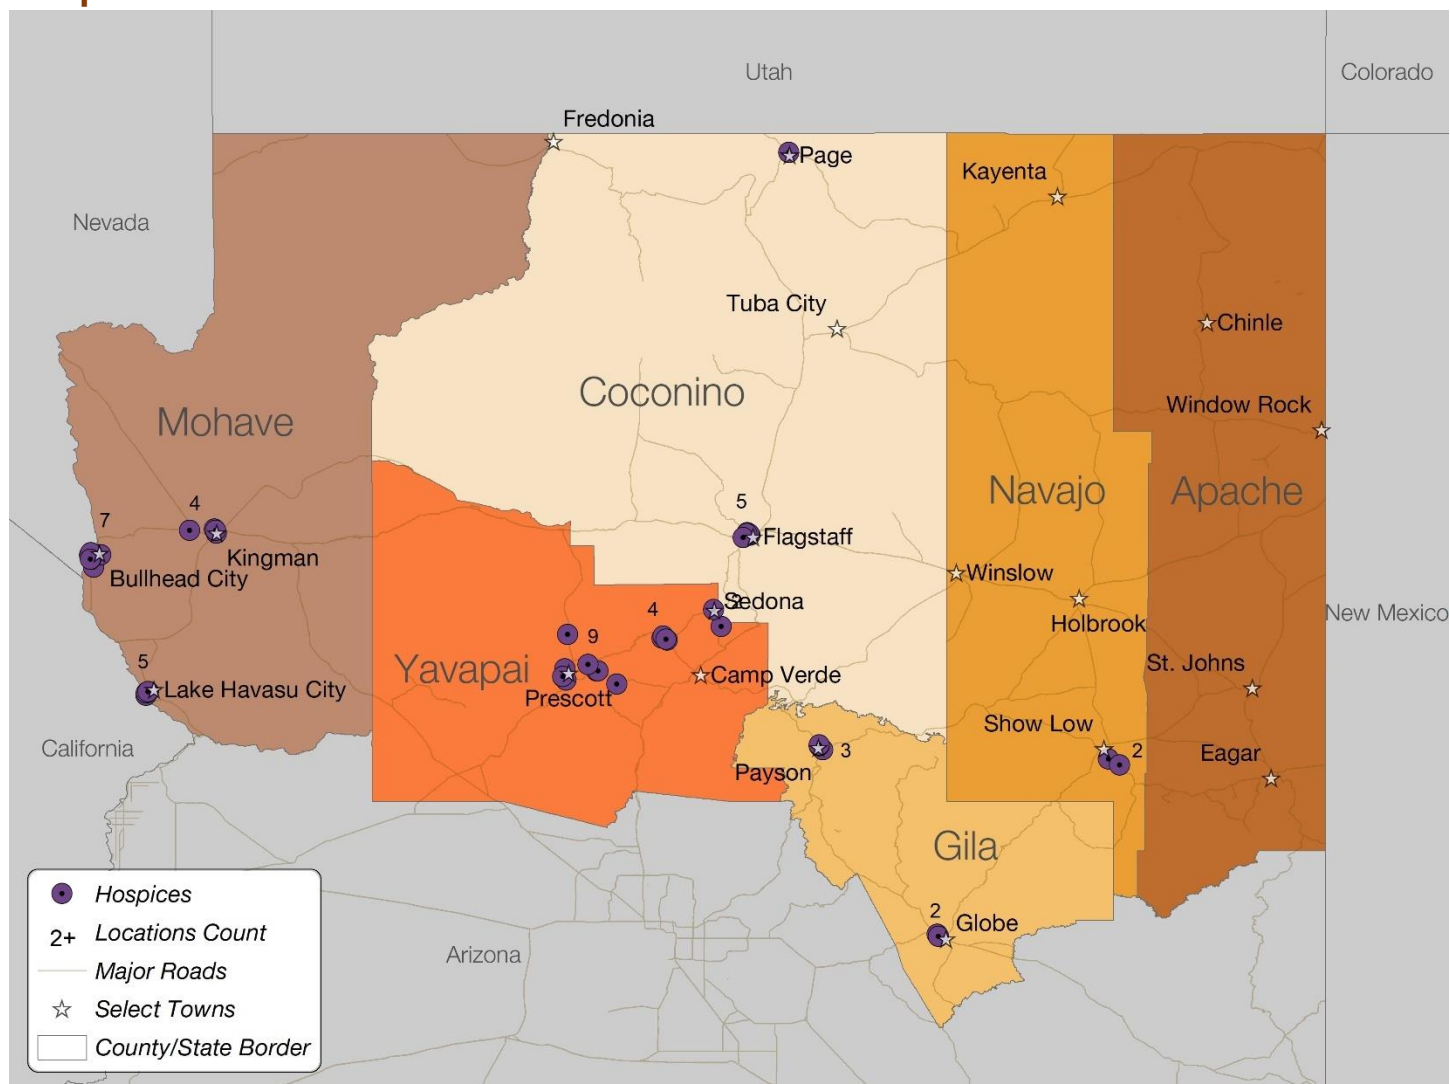 Utah
Colorado
Fredonia
Page
Kayenta
Nevada
Tuba City
Chinle
Coconino
Window Rock
Mohave
Navajo
Apache
4
5
7
Flagstaff
Kingman
Bullhead City
Winslow
4
Sedona
Holbrook
New Mexico
9
5
Yavapai
St. Johns
Lake Havasu City
Camp Verde
Prescott
Show Low
California
3
2
Eagar
Payson
Gila
2
Globe
Arizona
Hospices
2+ Locations Count
Major Roads
Select Towns
County/State Border